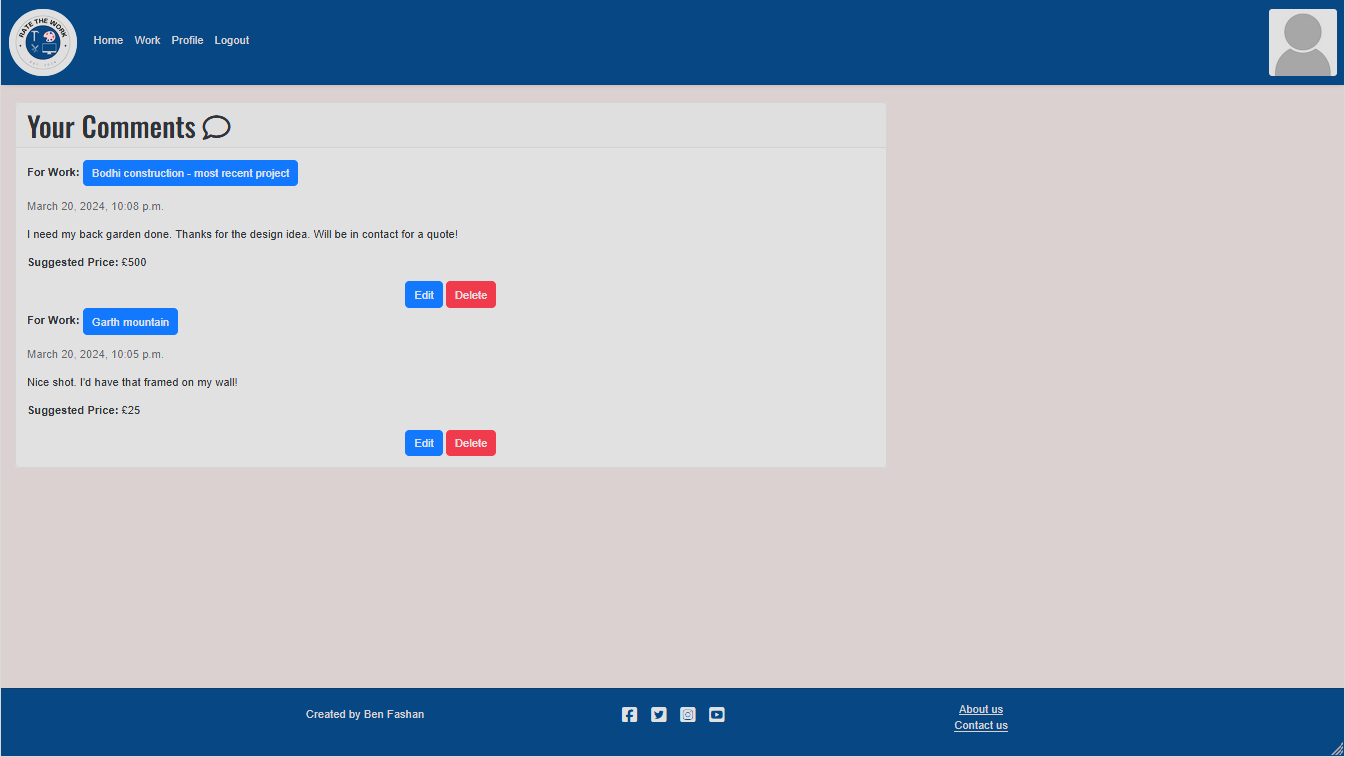 RATE THE WORK
Home Work Profile Logout
Your Comments
For Work: Bodhi construction - most recent project
March 20, 2024, 10:08 p.m.
I need my back garden done. Thanks for the design idea. Will be in contact for a quote!
Suggested Price: £500
Edit Delete
For Work: Garth mountain
March 20, 2024, 10:05 p.m.
Nice shot. I'd have that framed on my wall!
Suggested Price: £25
Edit Delete
Created by Ben Fashan
About us
Contact us